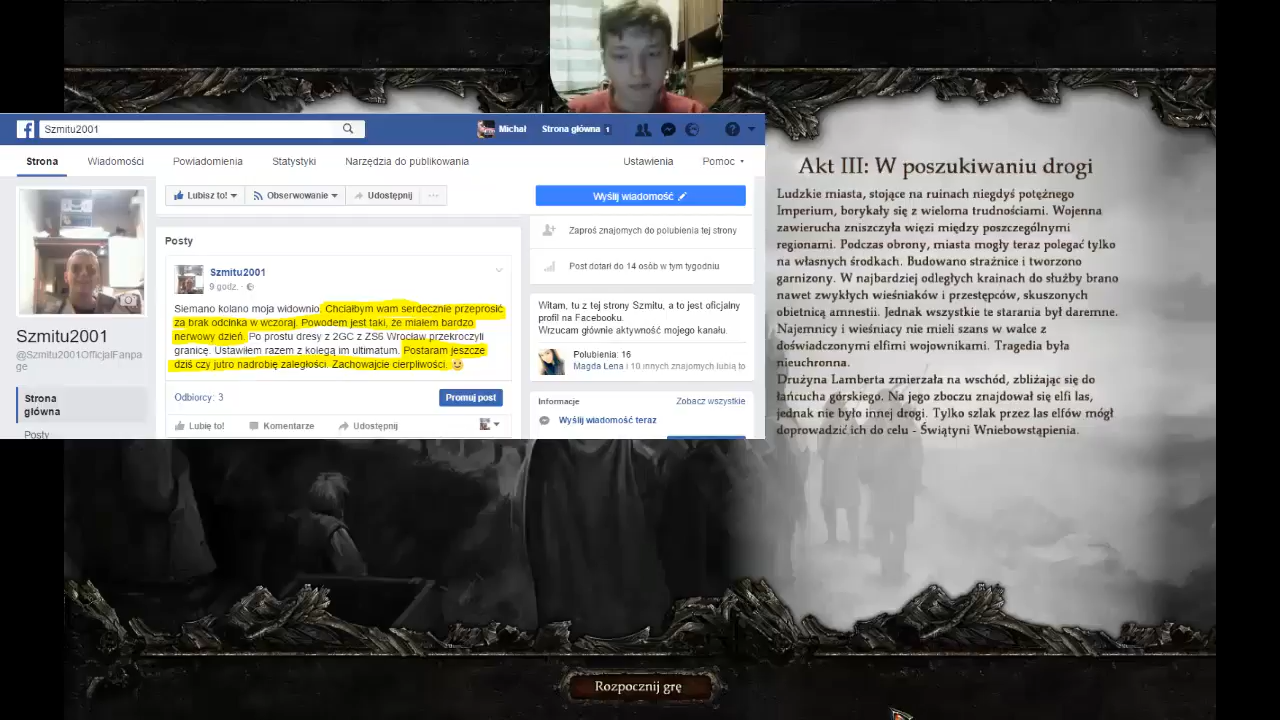 Szmitu2001
Michał
Strona główna 1
Strona
Wiadomości
Powiadomienia
Statystyki
Narzędzia do publikowania
Ustawienia
Pomoc
Lubisz to!
Obserwowanie
Udostępnij
Wyślij wiadomość
Szmitu2001
@Szmitu2001OfficjalFanpa
ge
Strona
główna
Posty
Posty
Szmitu2001
9 godz.
Siemano kolano moja widownio. Chciałbym wam serdecznie przeprosić
za brak odcinka w wczoraj. Powodem jest taki, że miałem bardzo
nerwowy dzień. Po prostu dresy z 2GC z ZS6 Wrocław przekroczyli
granicę. Ustawiłem razem z kolegą im ultimatum. Postaram jeszcze
dziś czy jutro nadrobię zaległości. Zachowajcie cierpliwości.
Odbiorcy: 3
Promuj post
Lubię to!
Komentarze
Udostępnij
Zaproś znajomych do polubienia tej strony
Post dotarł do 14 osób w tym tygodniu
Witam, tu z tej strony Szmitu, a to jest oficjalny
profil na Facebooku.
Wrzucam głównie aktywność mojego kanału.
Polubienia: 16
Magda Lena i 10 innych znajomych lubią to
Informacje
Zobacz wszystkie
Wyślij wiadomość teraz
Akt III: W poszukiwaniu drogi
Ludzkie miasta, stojące na ruinach niegdyś potężnego
Imperium, borykały się z wieloma trudnościami. Wojenna
zawierucha zniszczyła więzi między poszczególnymi
regionami. Podczas obrony, miasta mogły teraz polegać tylko
na własnych środkach. Budowano strażnice i tworzono
garnizony. W najbardziej odległych krainach do służby brano
nawet zwykłych wieśniaków i przestępców, skuszonych
obietnicą amnestii. Jednak wszystkie te starania był daremne.
Najemnicy i wieśniacy nie mieli szans w walce z
doświadczonymi elfimi wojownikami. Tragedia była
nieuchronna.
Drużyna Lamberta zmierzała na wschód, zbliżając się do
łańcucha górskiego. Na jego zboczu znajdował się elfi las,
jednak nie było innej drogi. Tylko szlak przez las elfów mógł
doprowadzić ich do celu - Świątyni Wniebowstąpienia.
Rozpocznij grę